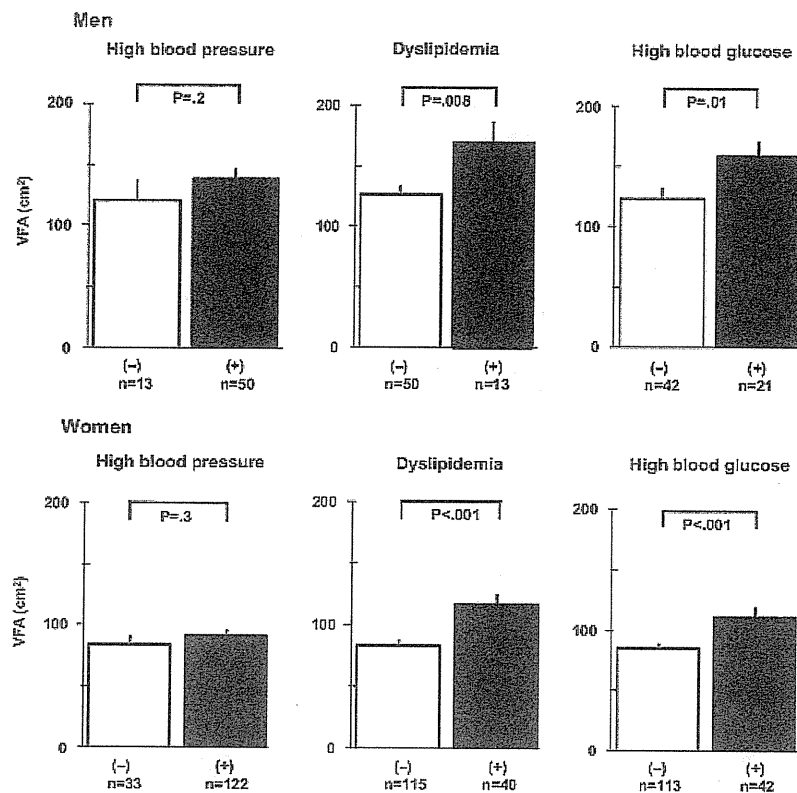 Men
High blood pressure
Dyslipidemia
High blood glucose
200
P=.2
200
P=.008
200
P=.01
VFA (cm²)
100
100
100
0
0
0
(−)
(+)
(−)
(+)
(−)
(+)
n=13
n=50
n=50
n=13
n=42
n=21
Women
High blood pressure
Dyslipidemia
High blood glucose
200
P=.3
200
P<.001
200
P<.001
VFA (cm²)
100
100
100
0
0
0
(−)
(+)
(−)
(+)
(−)
(+)
n=33
n=122
n=115
n=40
n=113
n=42